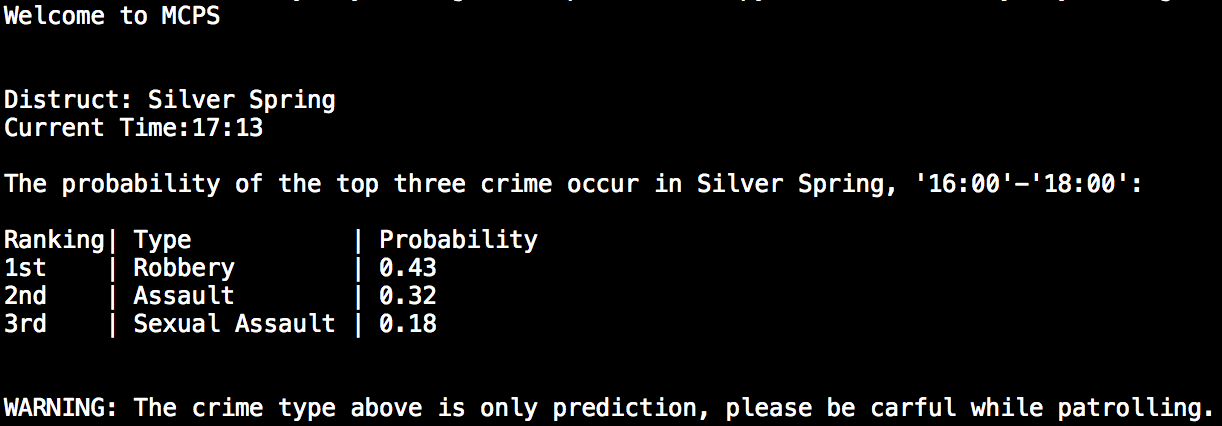 Welcome to MCPS
Distruct: Silver Spring
Current Time:17:13
The probability of the top three crime occur in Silver Spring, '16:00'-'18:00':
Ranking| Type | Probability
1st | Robbery | 0.43
2nd | Assault | 0.32
3rd | Sexual Assault | 0.18
WARNING: The crime type above is only prediction, please be carful while patrolling.